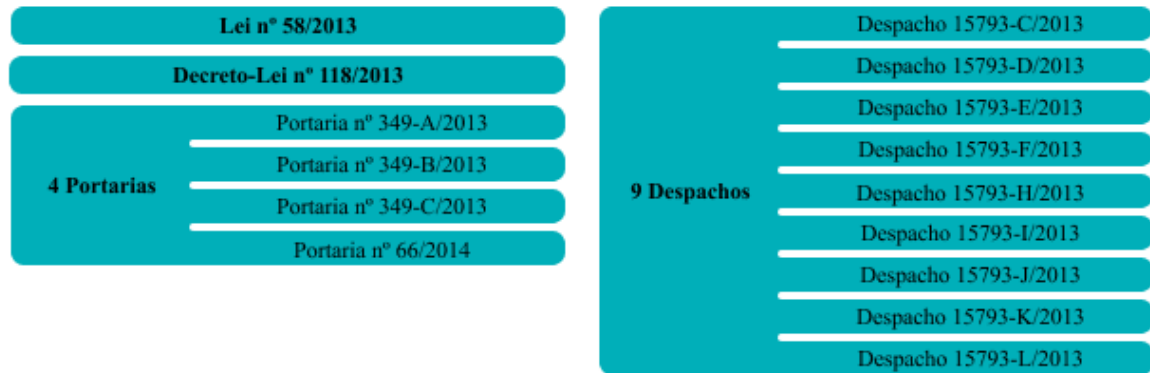 Lei nº 58/2013
Decreto-Lei nº 118/2013
4 Portarias
Portaria nº 349-A/2013
Portaria nº 349-B/2013
Portaria nº 349-C/2013
Portaria nº 66/2014
9 Despachos
Despacho 15793-C/2013
Despacho 15793-D/2013
Despacho 15793-E/2013
Despacho 15793-F/2013
Despacho 15793-H/2013
Despacho 15793-I/2013
Despacho 15793-J/2013
Despacho 15793-K/2013
Despacho 15793-L/2013